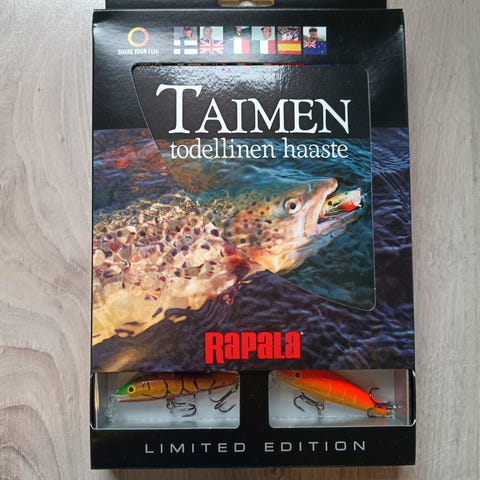 SHARE YOUR FUN!
TAIMEN
todellinen haaste
RAPALA
LIMITED EDITION